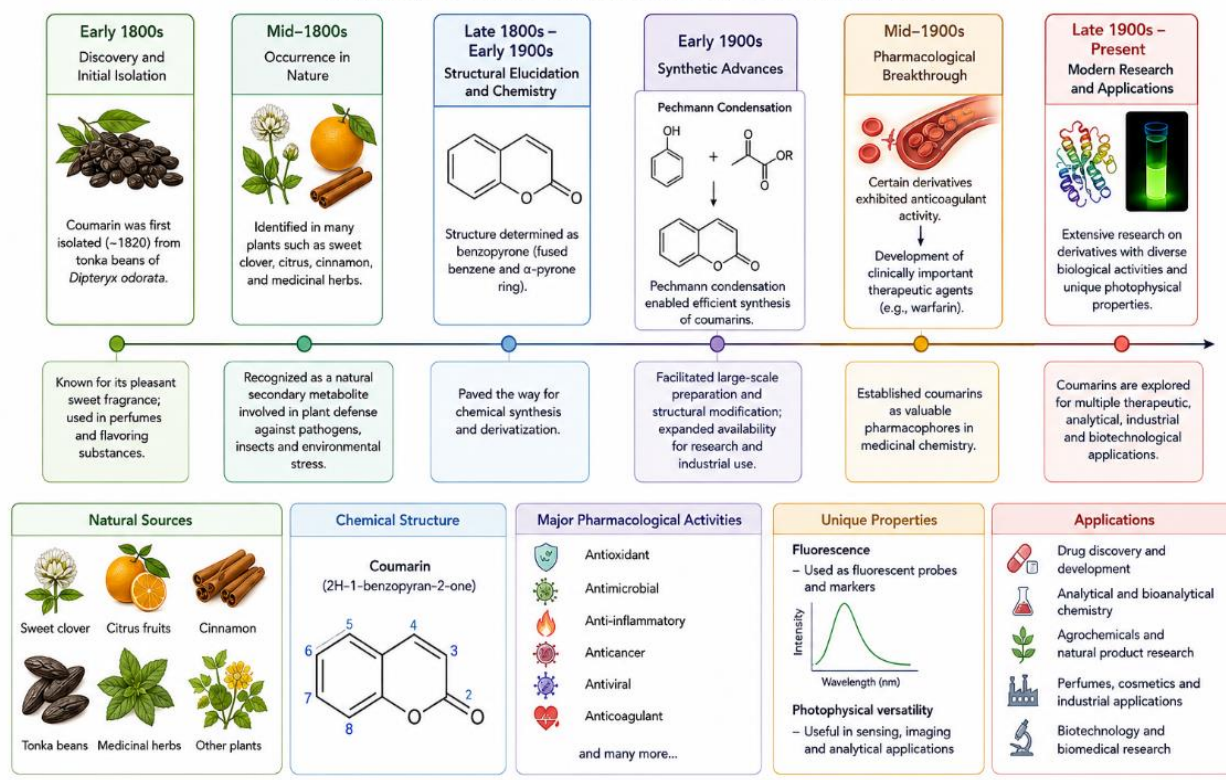 Early 1800s
Discovery and
Initial Isolation
Coumarin was first
isolated (~1820) from
tonka beans of
Dipteryx odorata.
Mid–1800s
Occurrence in
Nature
Identified in many
plants such as sweet
clover, citrus, cinnamon,
and medicinal herbs.
Late 1800s –
Early 1900s
Structural Elucidation
and Chemistry
O
O
Structure determined as
benzopyrone (fused
benzene and α-pyrone
ring).
Early 1900s
Synthetic Advances
Pechmann Condensation
OH
+
O
OR
O
O
O
Pechmann condensation
enabled efficient synthesis
of coumarins.
Mid–1900s
Pharmacological
Breakthrough
Certain derivatives
exhibited anticoagulant
activity.
Development of
clinically important
therapeutic agents
(e.g., warfarin).
Late 1900s –
Present
Modern Research
and Applications
Extensive research on
derivatives with diverse
biological activities and
unique photophysical
properties.
Known for its pleasant
sweet fragrance;
used in perfumes
and flavoring
substances.
Recognized as a natural
secondary metabolite
involved in plant defense
against pathogens,
insects and environmental
stress.
Paved the way for
chemical synthesis
and derivatization.
Facilitated large-scale
preparation and
structural modification;
expanded availability
for research and
industrial use.
Established coumarins
as valuable
pharmacophores in
medicinal chemistry.
Coumarins are explored
for multiple therapeutic,
analytical, industrial
and biotechnological
applications.
Natural Sources
Sweet clover
Citrus fruits
Cinnamon
Tonka beans
Medicinal herbs
Other plants
Chemical Structure
Coumarin
(2H-1-benzopyran-2-one)
5
4
6
3
7
2
8
O
O
Major Pharmacological Activities
Antioxidant
Antimicrobial
Anti-inflammatory
Anticancer
Antiviral
Anticoagulant
and many more...
Unique Properties
Fluorescence
– Used as fluorescent probes
and markers
Intensity
Wavelength (nm)
Photophysical versatility
– Useful in sensing, imaging
and analytical applications
Applications
Drug discovery and
development
Analytical and bioanalytical
chemistry
Agrochemicals and
natural product research
Perfumes, cosmetics and
industrial applications
Biotechnology and
biomedical research